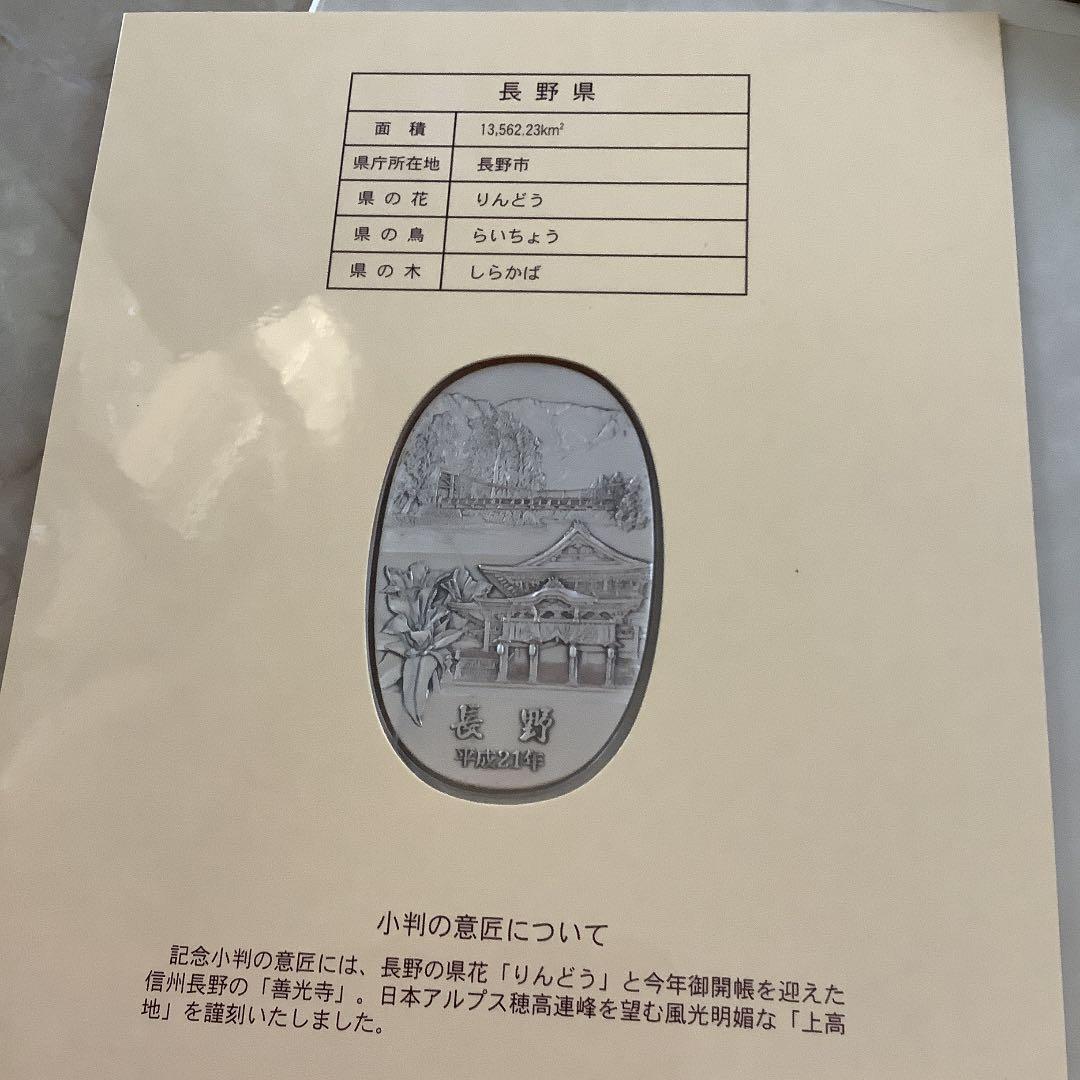 長野県
面積 13,562.23km²
県庁所在地 長野市
県の花 りんどう
県の鳥 らいちょう
県の木 しらかば
長野
平成21年
小判の意匠について
記念小判の意匠には、長野の県花「りんどう」と今年御開帳を迎えた
信州長野の「善光寺」。日本アルプス穂高連峰を望む風光明媚な「上高
地」を謹刻いたしました。